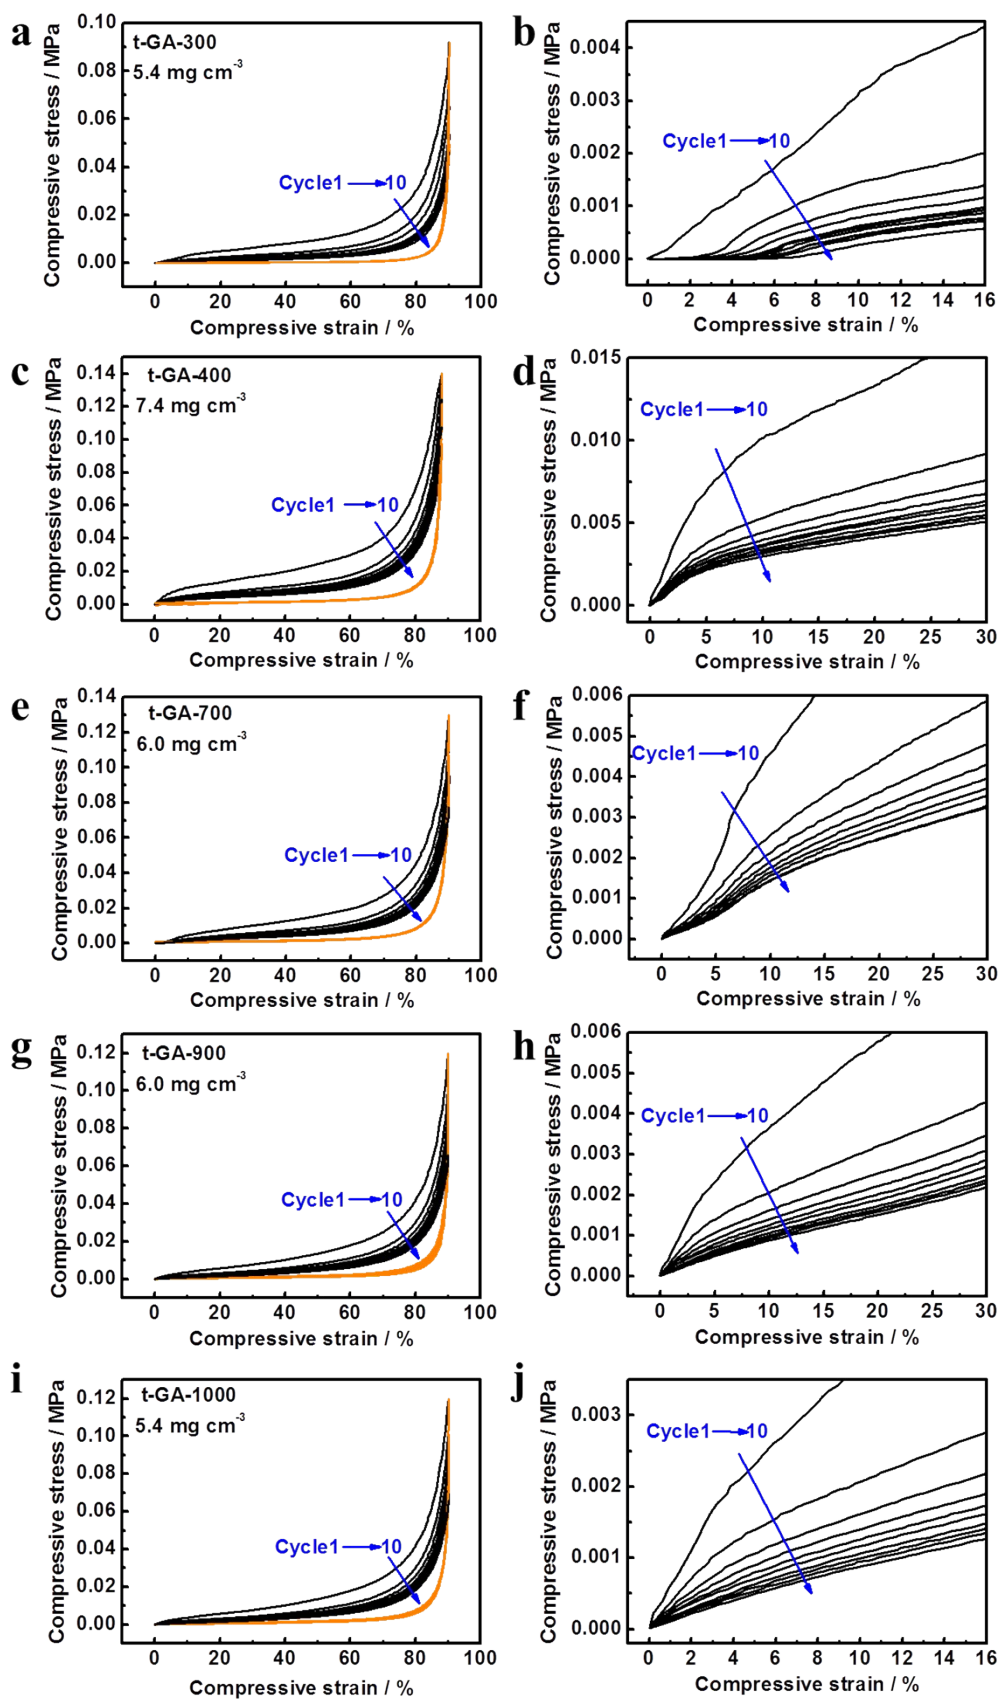 a
t-GA-300
5.4 mg cm⁻³
Cycle1→10
Compressive stress / MPa
0.10
0.08
0.06
0.04
0.02
0.00
0 20 40 60 80 100
Compressive strain / %
b
Cycle1→10
Compressive stress / MPa
0.004
0.003
0.002
0.001
0.000
0 2 4 6 8 10 12 14 16
Compressive strain / %
c
t-GA-400
7.4 mg cm⁻³
Cycle1→10
Compressive stress / MPa
0.14
0.12
0.10
0.08
0.06
0.04
0.02
0.00
0 20 40 60 80 100
Compressive strain / %
d
Cycle1→10
Compressive stress / MPa
0.015
0.010
0.005
0.000
0 5 10 15 20 25 30
Compressive strain / %
e
t-GA-700
6.0 mg cm⁻³
Cycle1→10
Compressive stress / MPa
0.14
0.12
0.10
0.08
0.06
0.04
0.02
0.00
0 20 40 60 80 100
Compressive strain / %
f
Cycle1→10
Compressive stress / MPa
0.006
0.005
0.004
0.003
0.002
0.001
0.000
0 5 10 15 20 25 30
Compressive strain / %
g
t-GA-900
6.0 mg cm⁻³
Cycle1→10
Compressive stress / MPa
0.12
0.10
0.08
0.06
0.04
0.02
0.00
0 20 40 60 80 100
Compressive strain / %
h
Cycle1→10
Compressive stress / MPa
0.006
0.005
0.004
0.003
0.002
0.001
0.000
0 5 10 15 20 25 30
Compressive strain / %
i
t-GA-1000
5.4 mg cm⁻³
Cycle1→10
Compressive stress / MPa
0.12
0.10
0.08
0.06
0.04
0.02
0.00
0 20 40 60 80 100
Compressive strain / %
j
Cycle1→10
Compressive stress / MPa
0.003
0.002
0.001
0.000
0 2 4 6 8 10 12 14 16
Compressive strain / %